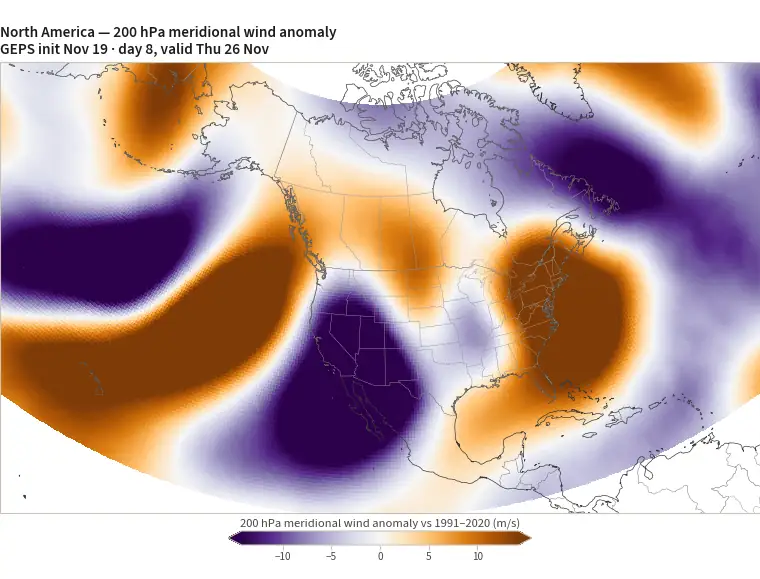 North America — 200 hPa meridional wind anomaly
GEPS init Nov 19 · day 8, valid Thu 26 Nov
200 hPa meridional wind anomaly vs 1991–2020 (m/s)
−10 −5 0 5 10